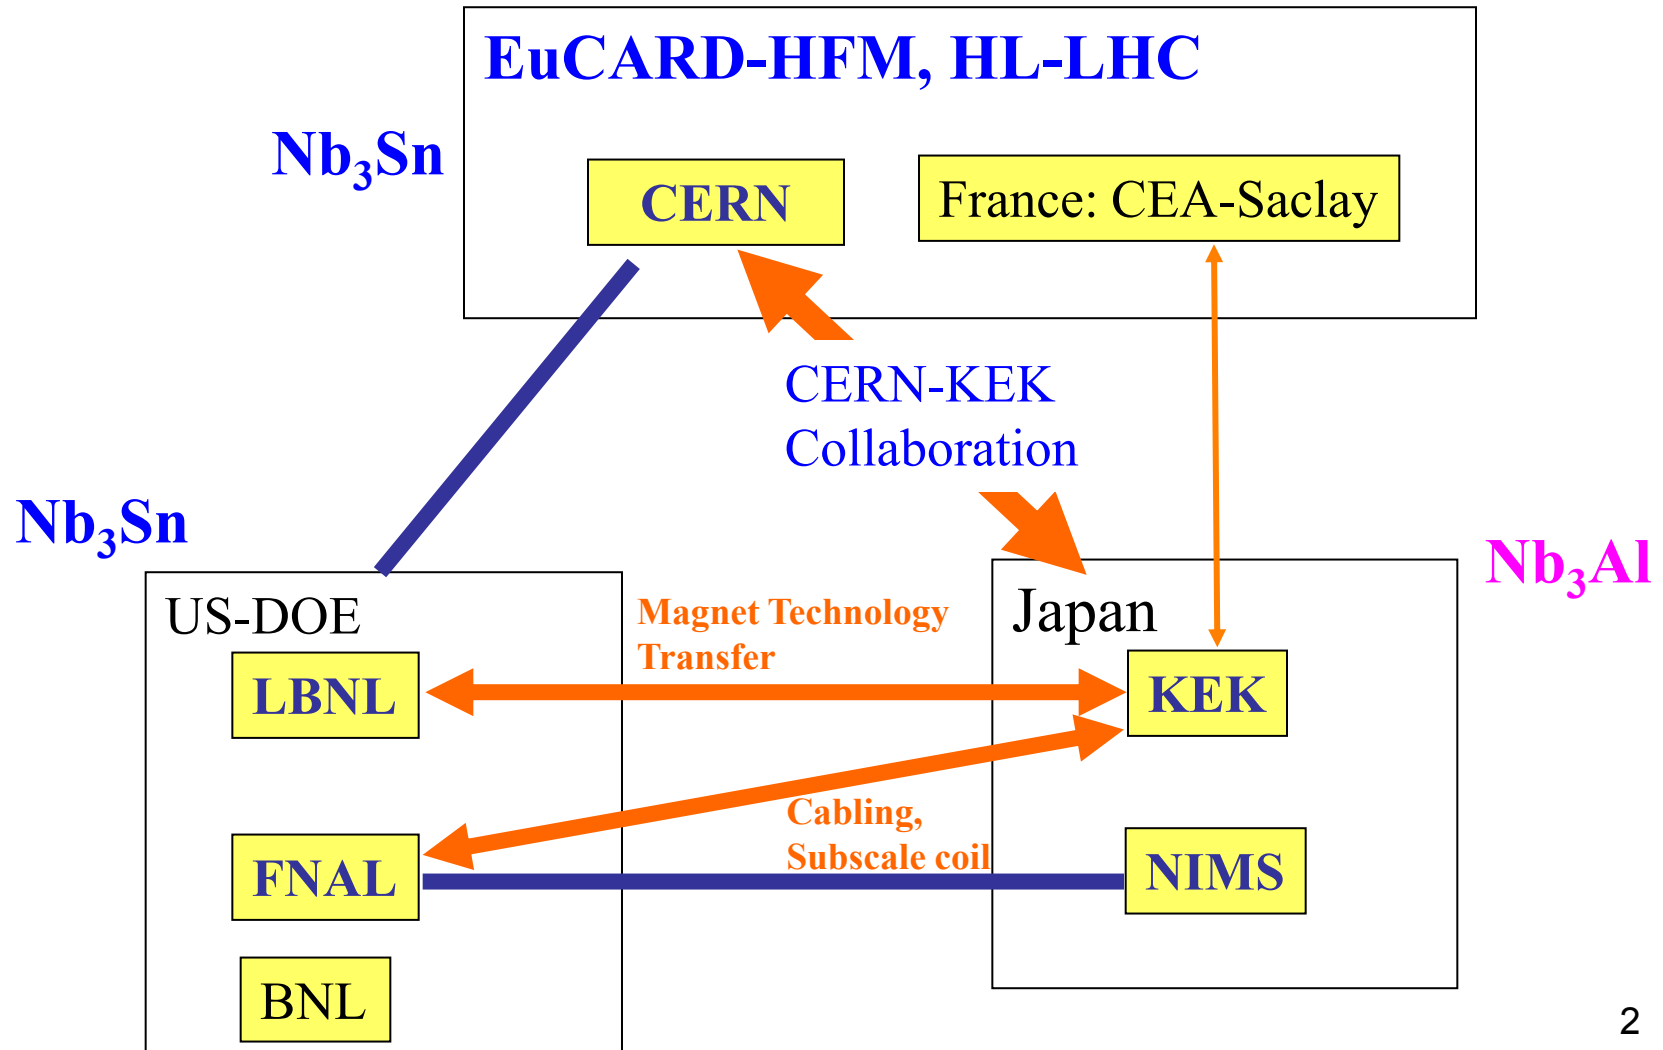 EuCARD-HFM, HL-LHC
Nb₃Sn
CERN
France: CEA-Saclay
CERN-KEK
Collaboration
Nb₃Sn
Nb₃Al
US-DOE
Magnet Technology
Transfer
Japan
LBNL
KEK
Cabling,
Subscale coil
FNAL
NIMS
BNL
2